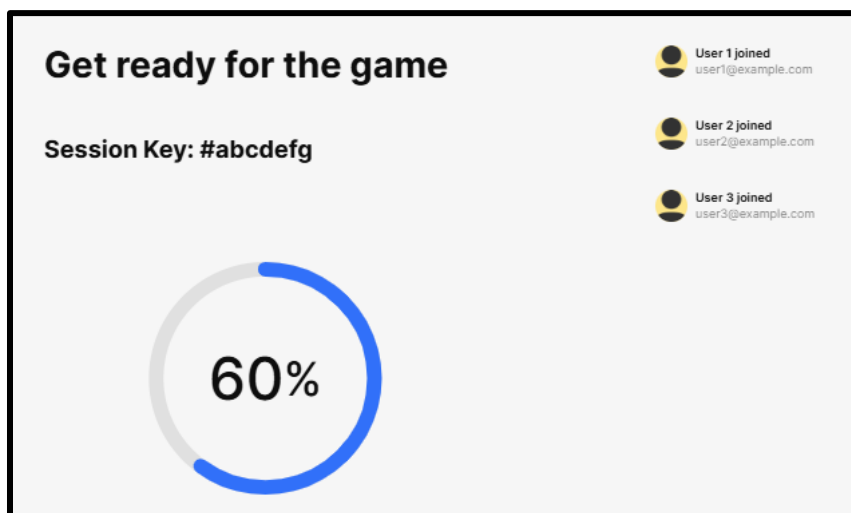 Get ready for the game
Session Key: #abcdefg
60%
User 1 joined
user1@example.com
User 2 joined
user2@example.com
User 3 joined
user3@example.com